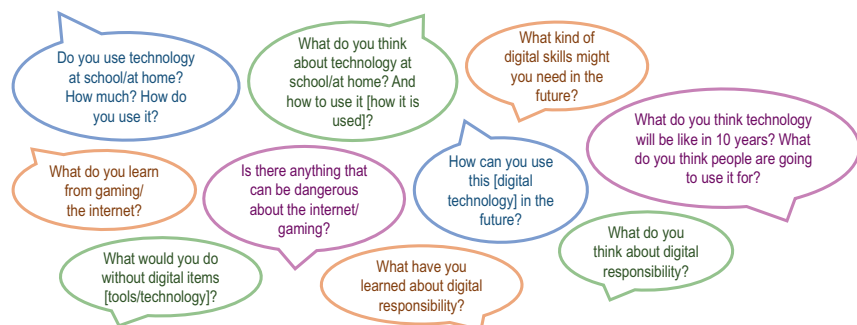 Do you use technology
at school/at home?
How much? How do
you use it?
What do you think
about technology at
school/at home? And
how to use it [how it is
used]?
What kind of
digital skills might
you need in the
future?
What do you think technology
will be like in 10 years? What
do you think people are going
to use it for?
What do you learn
from gaming/
the internet?
Is there anything that
can be dangerous
about the internet/
gaming?
How can you use
this [digital
technology] in the
future?
What do you
think about digital
responsibility?
What would you do
without digital items
[tools/technology]?
What have you
learned about digital
responsibility?